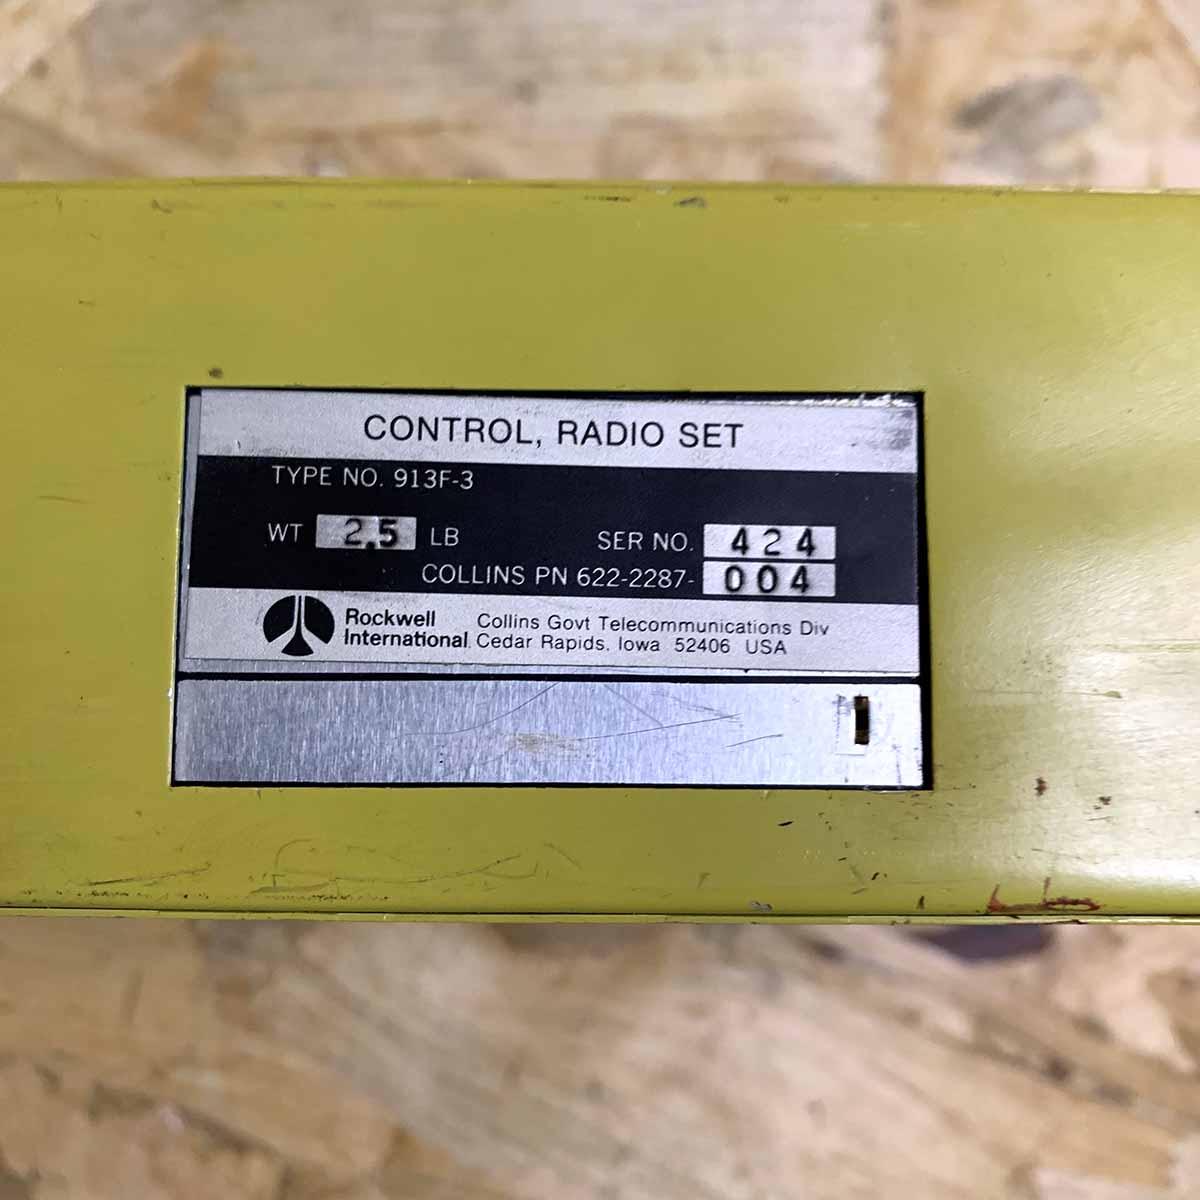 CONTROL, RADIO SET
TYPE NO. 913F-3
WT 2.5 LB SER NO. 424
COLLINS PN 622-2287-004
Rockwell International Collins Govt Telecommunications Div
Cedar Rapids, Iowa 52406 USA